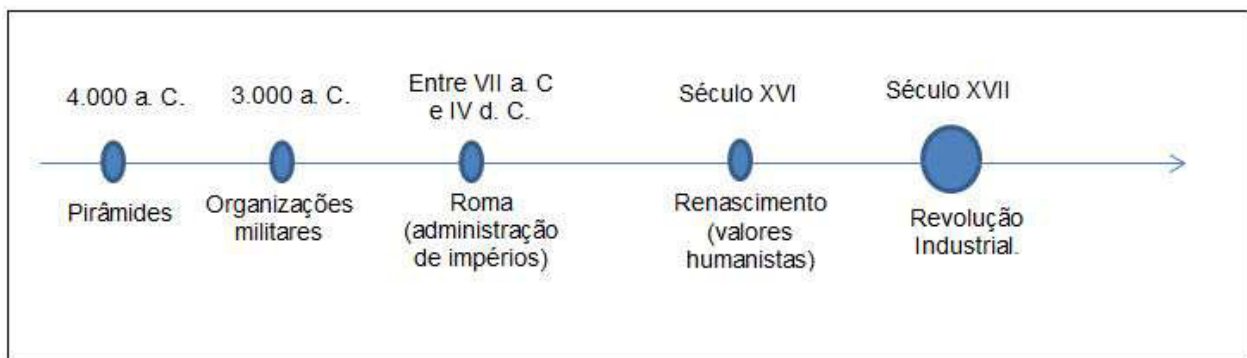 4.000 a. C.
3.000 a. C.
Entre VII a. C
e IV d. C.
Século XVI
Século XVII
Pirâmides
Organizações
militares
Roma
(administração
de impérios)
Renascimento
(valores
humanistas)
Revolução
Industrial.